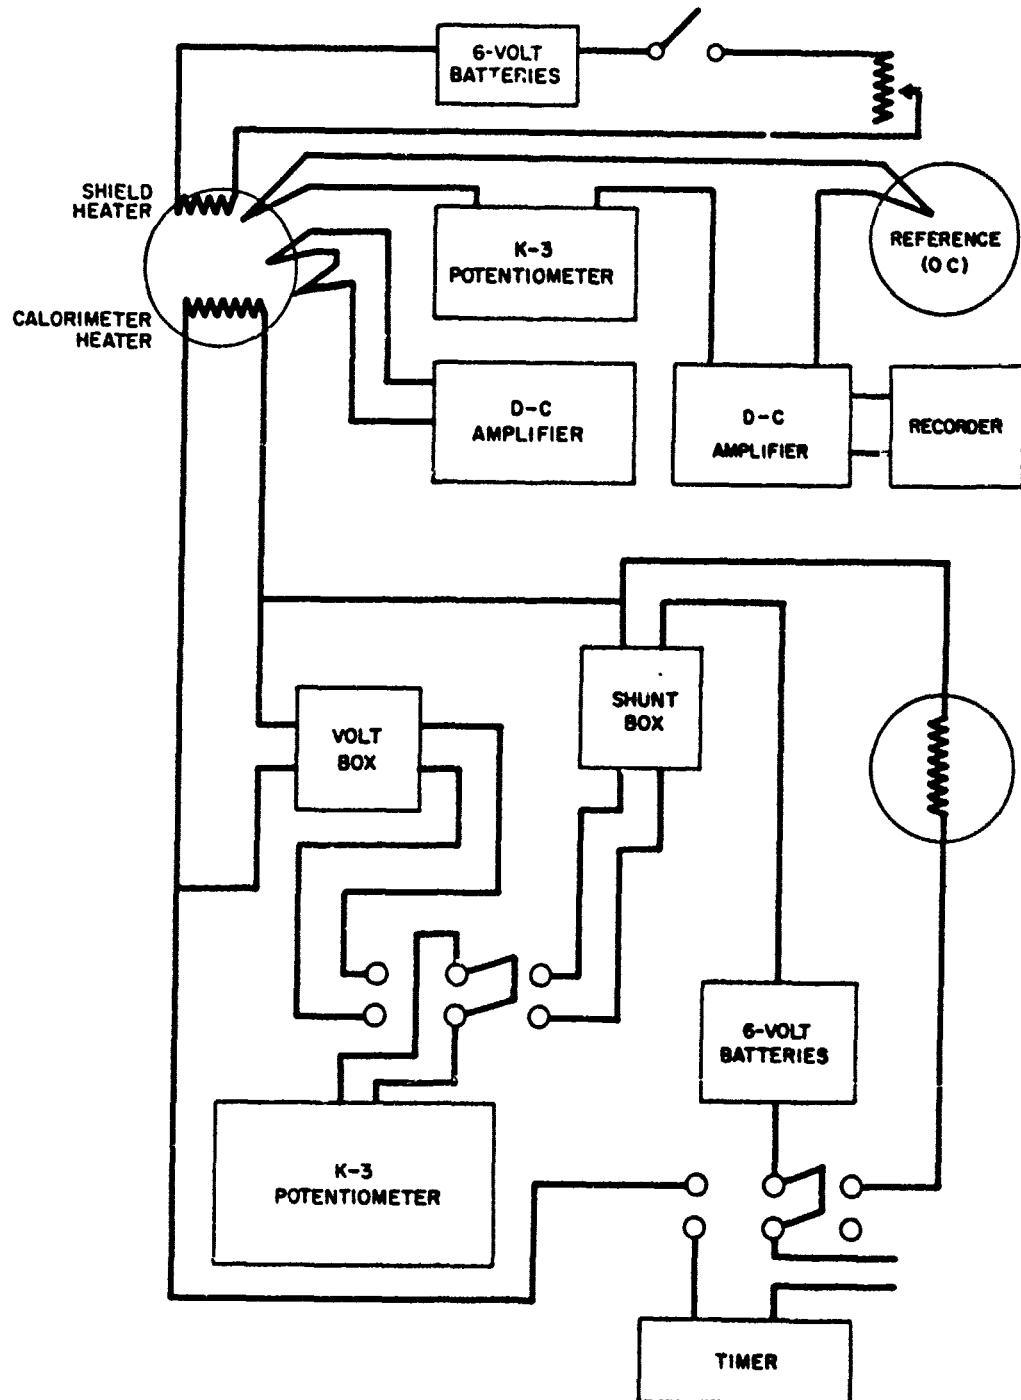 6-VOLT
BATTERIES
SHIELD
HEATER
K-3
POTENTIOMETER
REFERENCE
(0 C)
CALORIMETER
HEATER
D-C
AMPLIFIER
D-C
AMPLIFIER
RECORDER
SHUNT
BOX
VOLT
BOX
6-VOLT
BATTERIES
K-3
POTENTIOMETER
TIMER